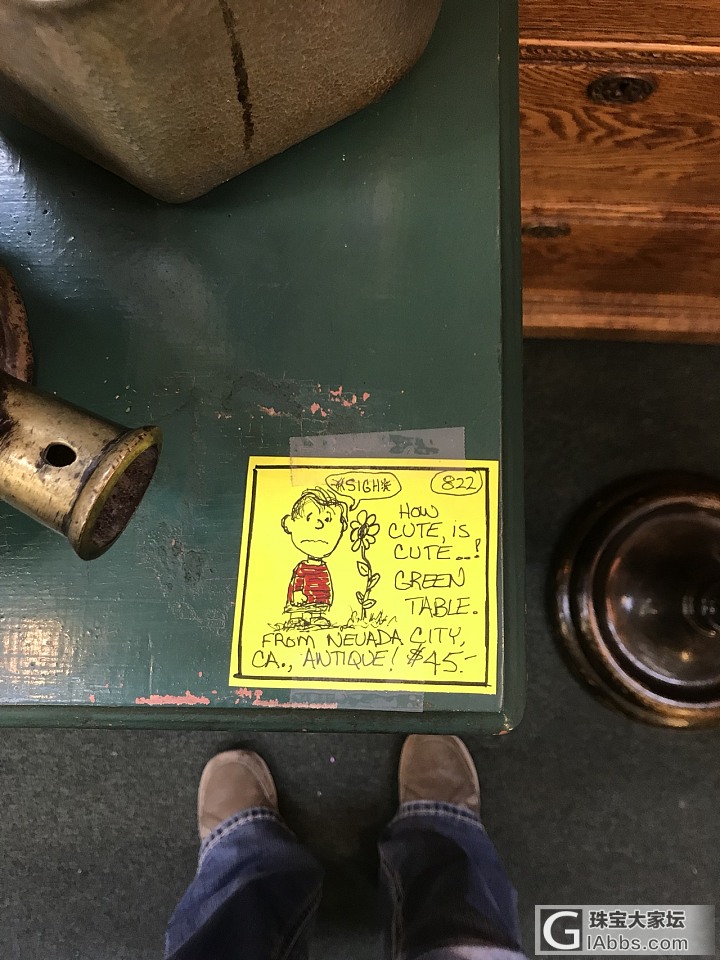 *SIGH*
822
HOW
CUTE, IS
CUTE...!
GREEN
TABLE.
FROM NEVADA CITY,
CA., ANTIQUE! $45.-
G 珠宝大家坛
IAbbs.com